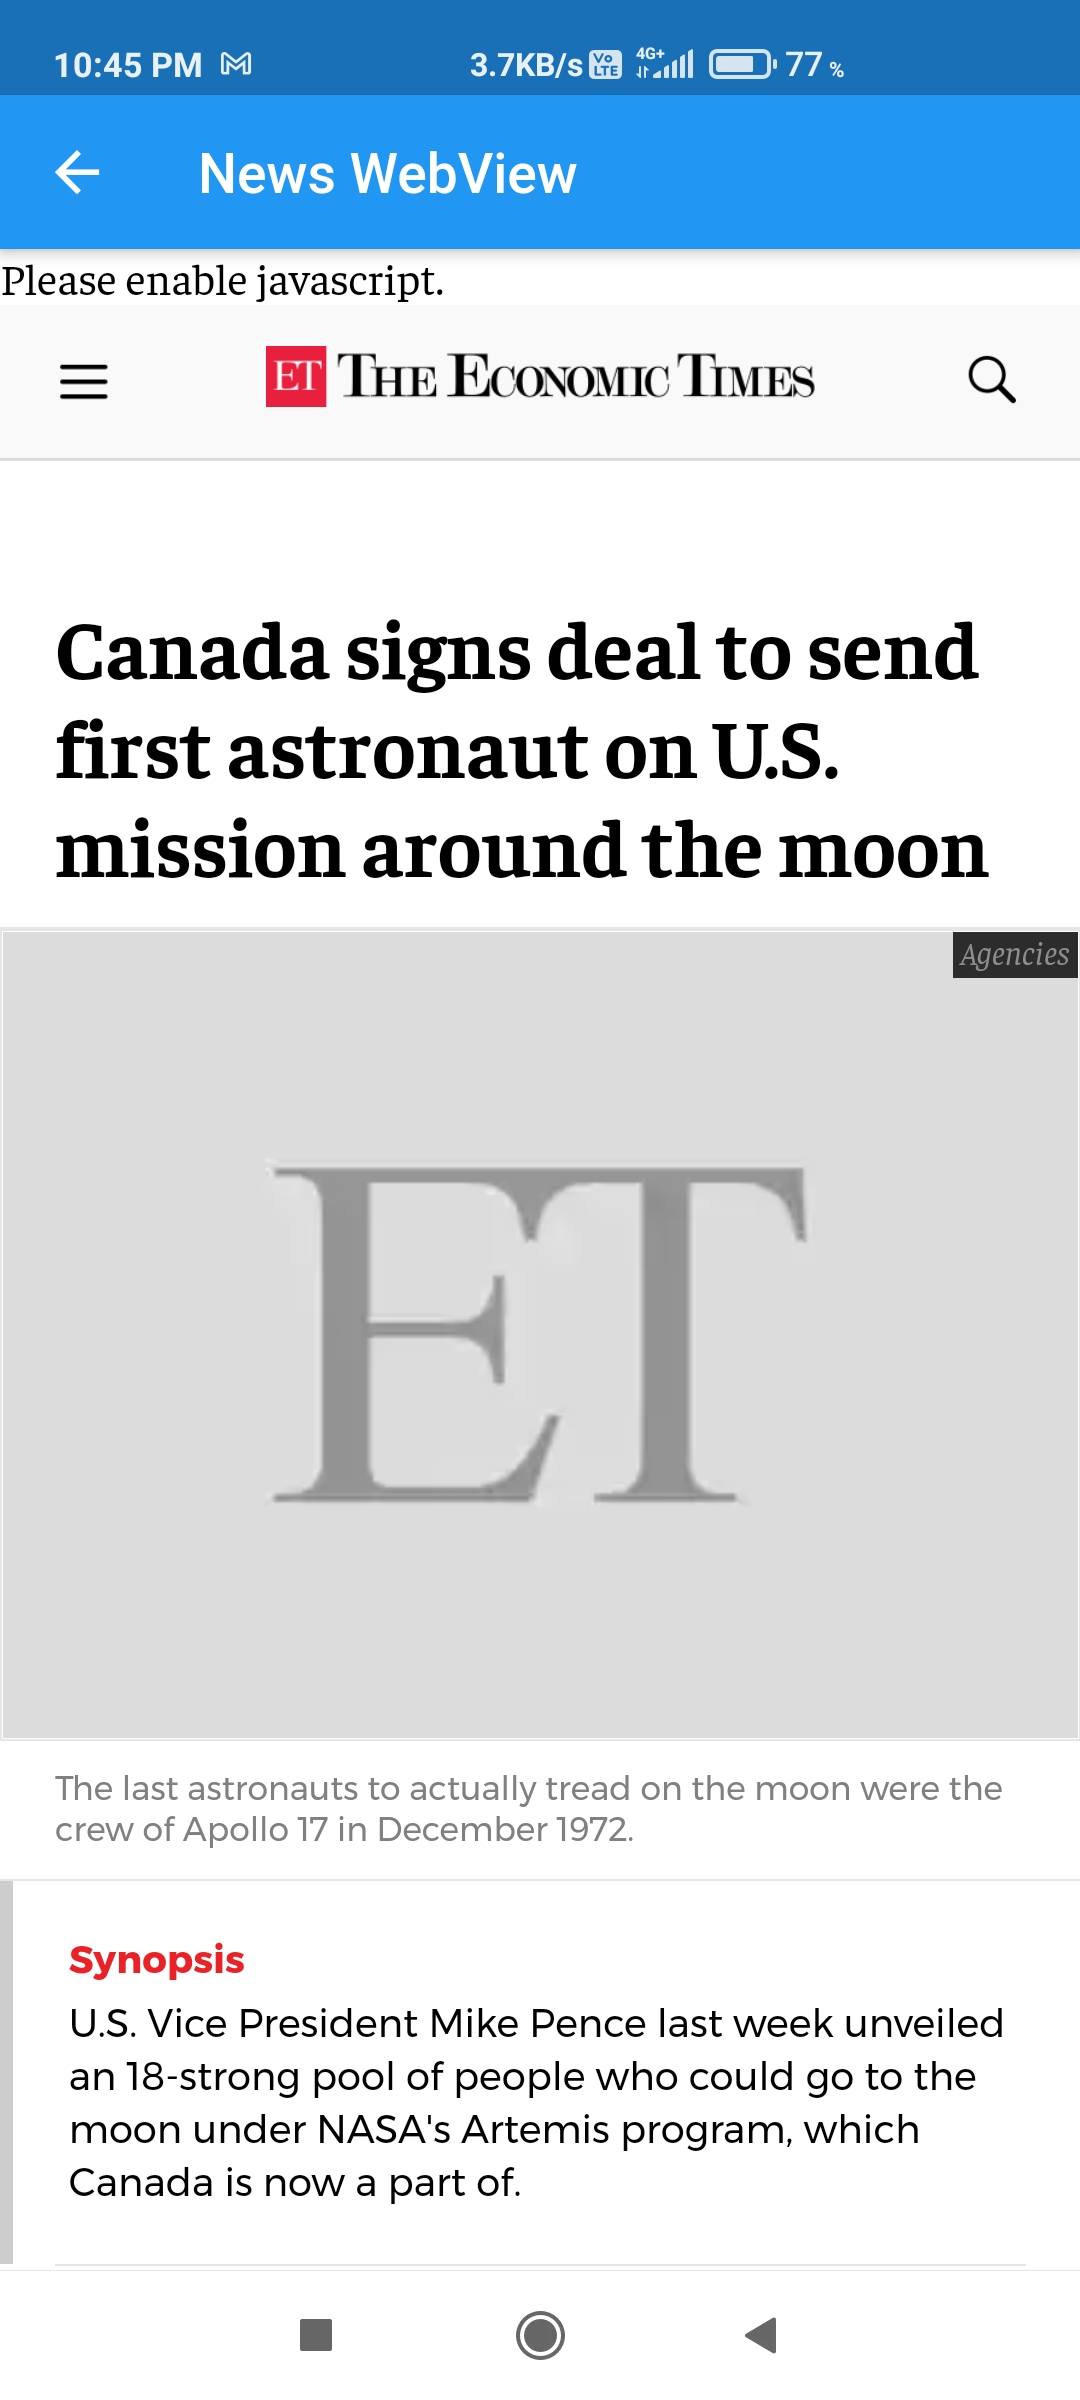 10:45 PM 3.7KB/s Vo LTE 4G+ 77 %
News WebView
Please enable javascript.
ET THE ECONOMIC TIMES
Canada signs deal to send
first astronaut on U.S.
mission around the moon
Agencies
ET
The last astronauts to actually tread on the moon were the
crew of Apollo 17 in December 1972.
Synopsis
U.S. Vice President Mike Pence last week unveiled
an 18-strong pool of people who could go to the
moon under NASA's Artemis program, which
Canada is now a part of.